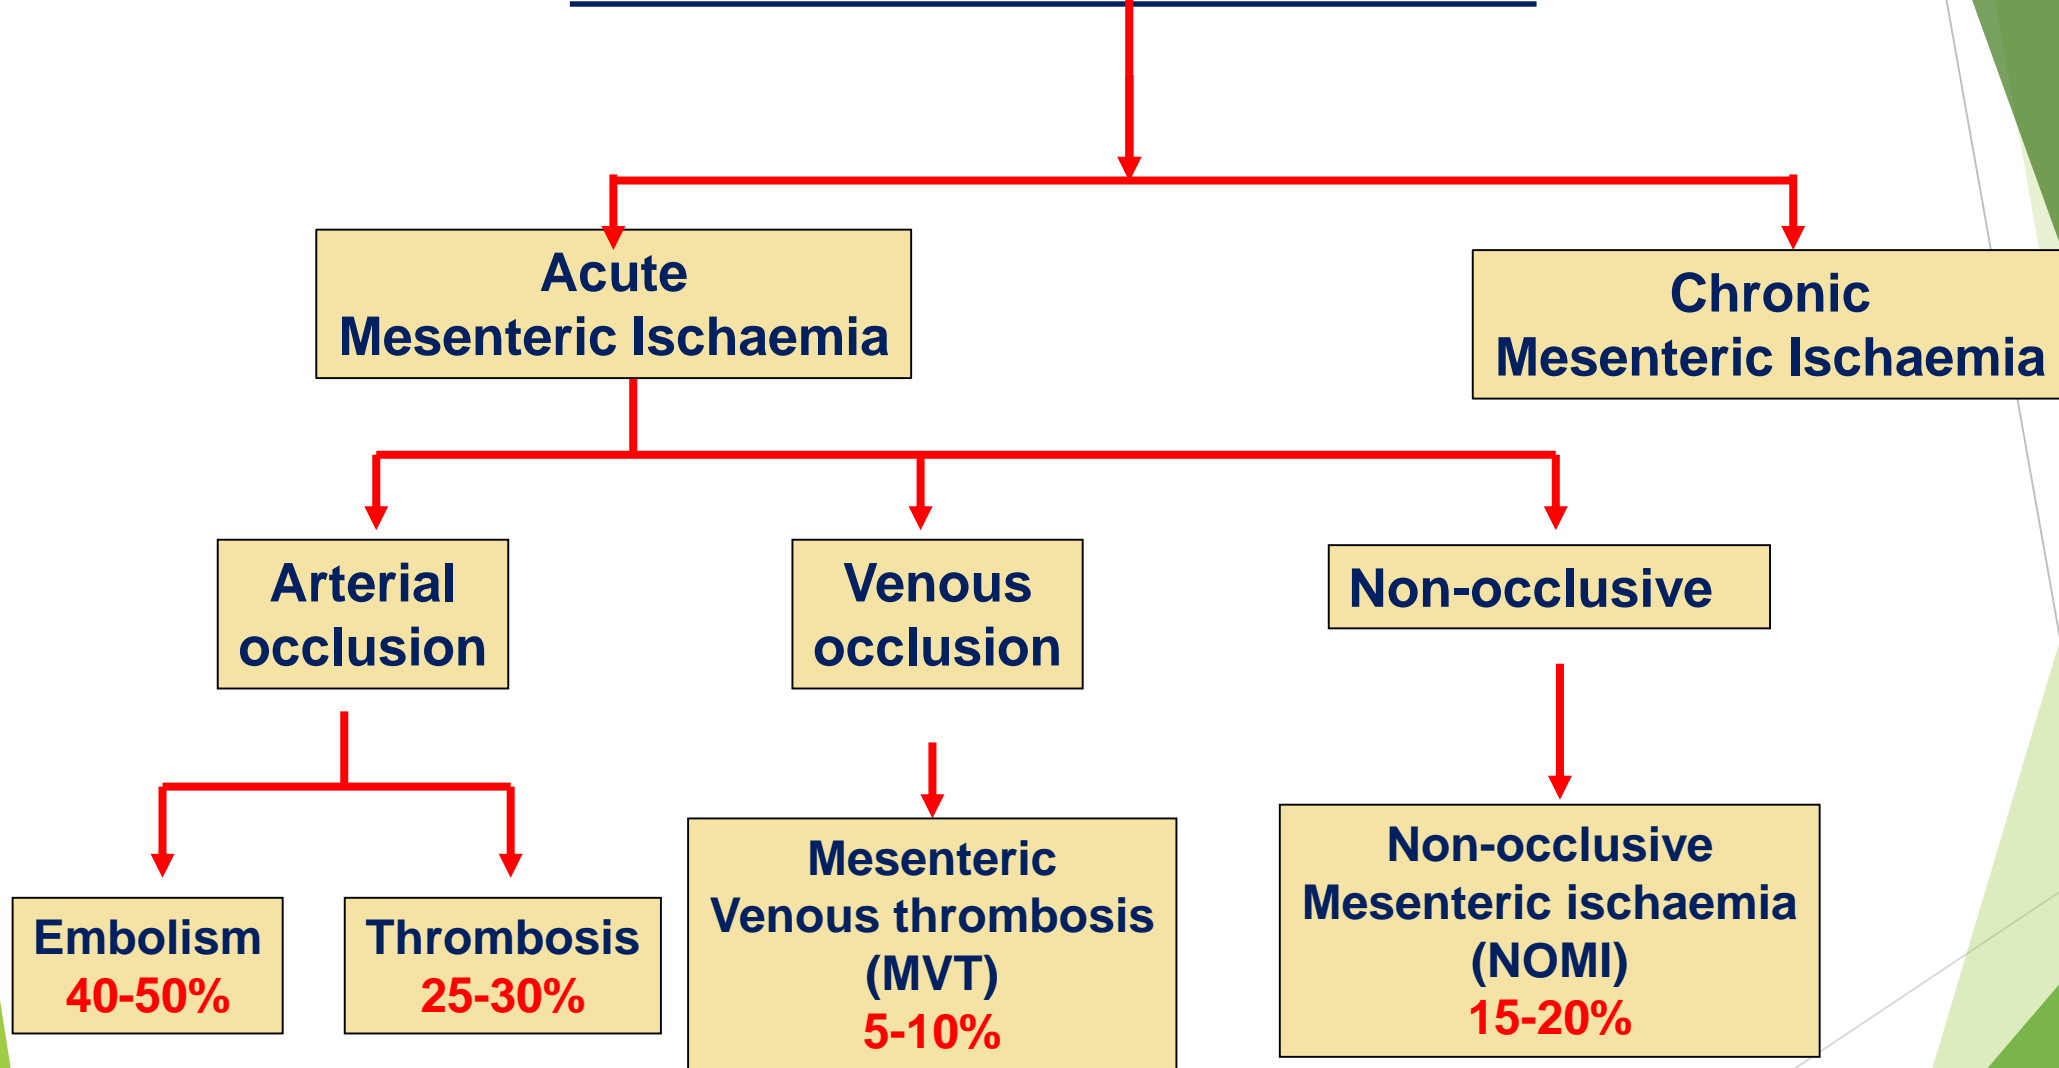 Acute
Mesenteric Ischaemia
Chronic
Mesenteric Ischaemia
Arterial
occlusion
Venous
occlusion
Non-occlusive
Embolism
40-50%
Thrombosis
25-30%
Mesenteric
Venous thrombosis
(MVT)
5-10%
Non-occlusive
Mesenteric ischaemia
(NOMI)
15-20%